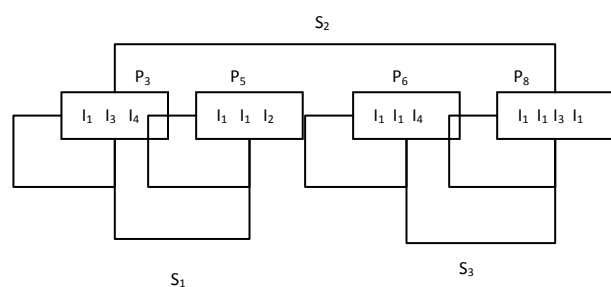 S₂
P₃ P₅ P₆ P₈
I₁ I₃ I₄ I₁ I₁ I₂ I₁ I₁ I₄ I₁ I₁ I₃ I₁
S₁ S₃